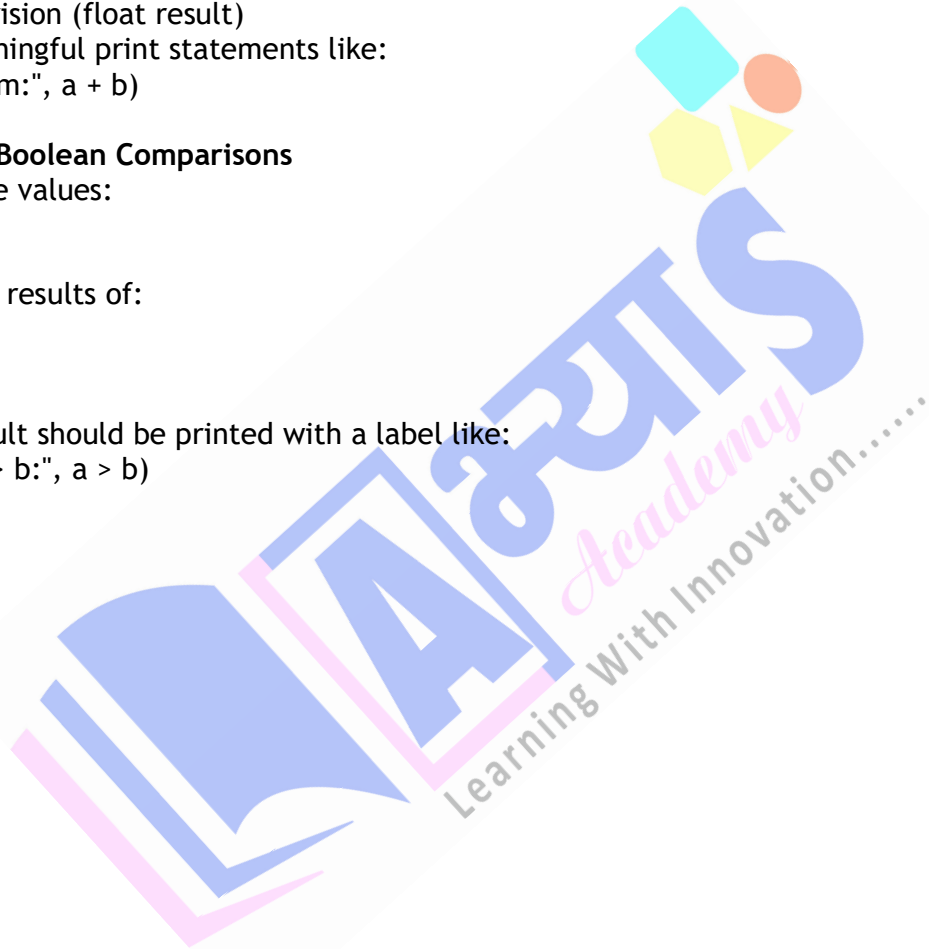 ision (float result)
ningful print statements like:
m:", a + b)
Boolean Comparisons
e values:
results of:
ult should be printed with a label like:
> b:", a > b)
अभ्यास
A
Academy
Learning With Innovation.....